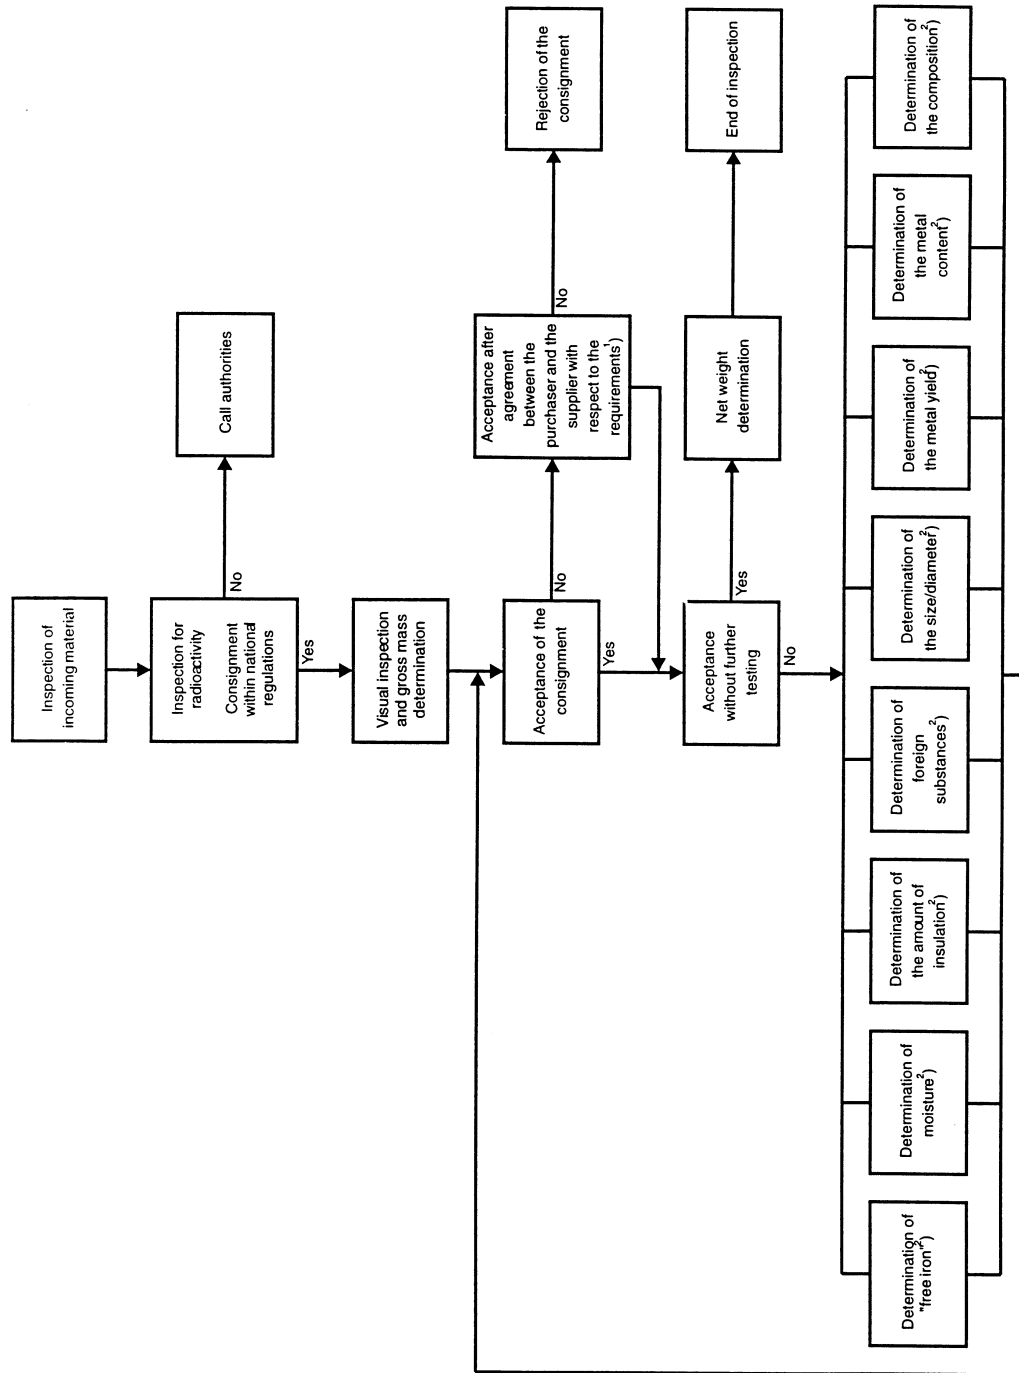 Inspection of
incoming material
Inspection for
radioactivity
Consignment
within national
regulations
No
Call authorities
Yes
Visual inspection
and gross mass
determination
Acceptance of the
consignment
No
Acceptance after
agreement
between the
purchaser and the
supplier with
respect to the
requirements¹)
No
Rejection of the
consignment
Yes
Acceptance
without further
testing
Yes
Net weight
determination
End of inspection
No
Determination of
"free iron"²)
Determination of
moisture²)
Determination of
the amount of
insulation²)
Determination of
foreign
substances²)
Determination of
the size/diameter²)
Determination of
the metal yield²)
Determination of
the metal
content²)
Determination of
the composition²)